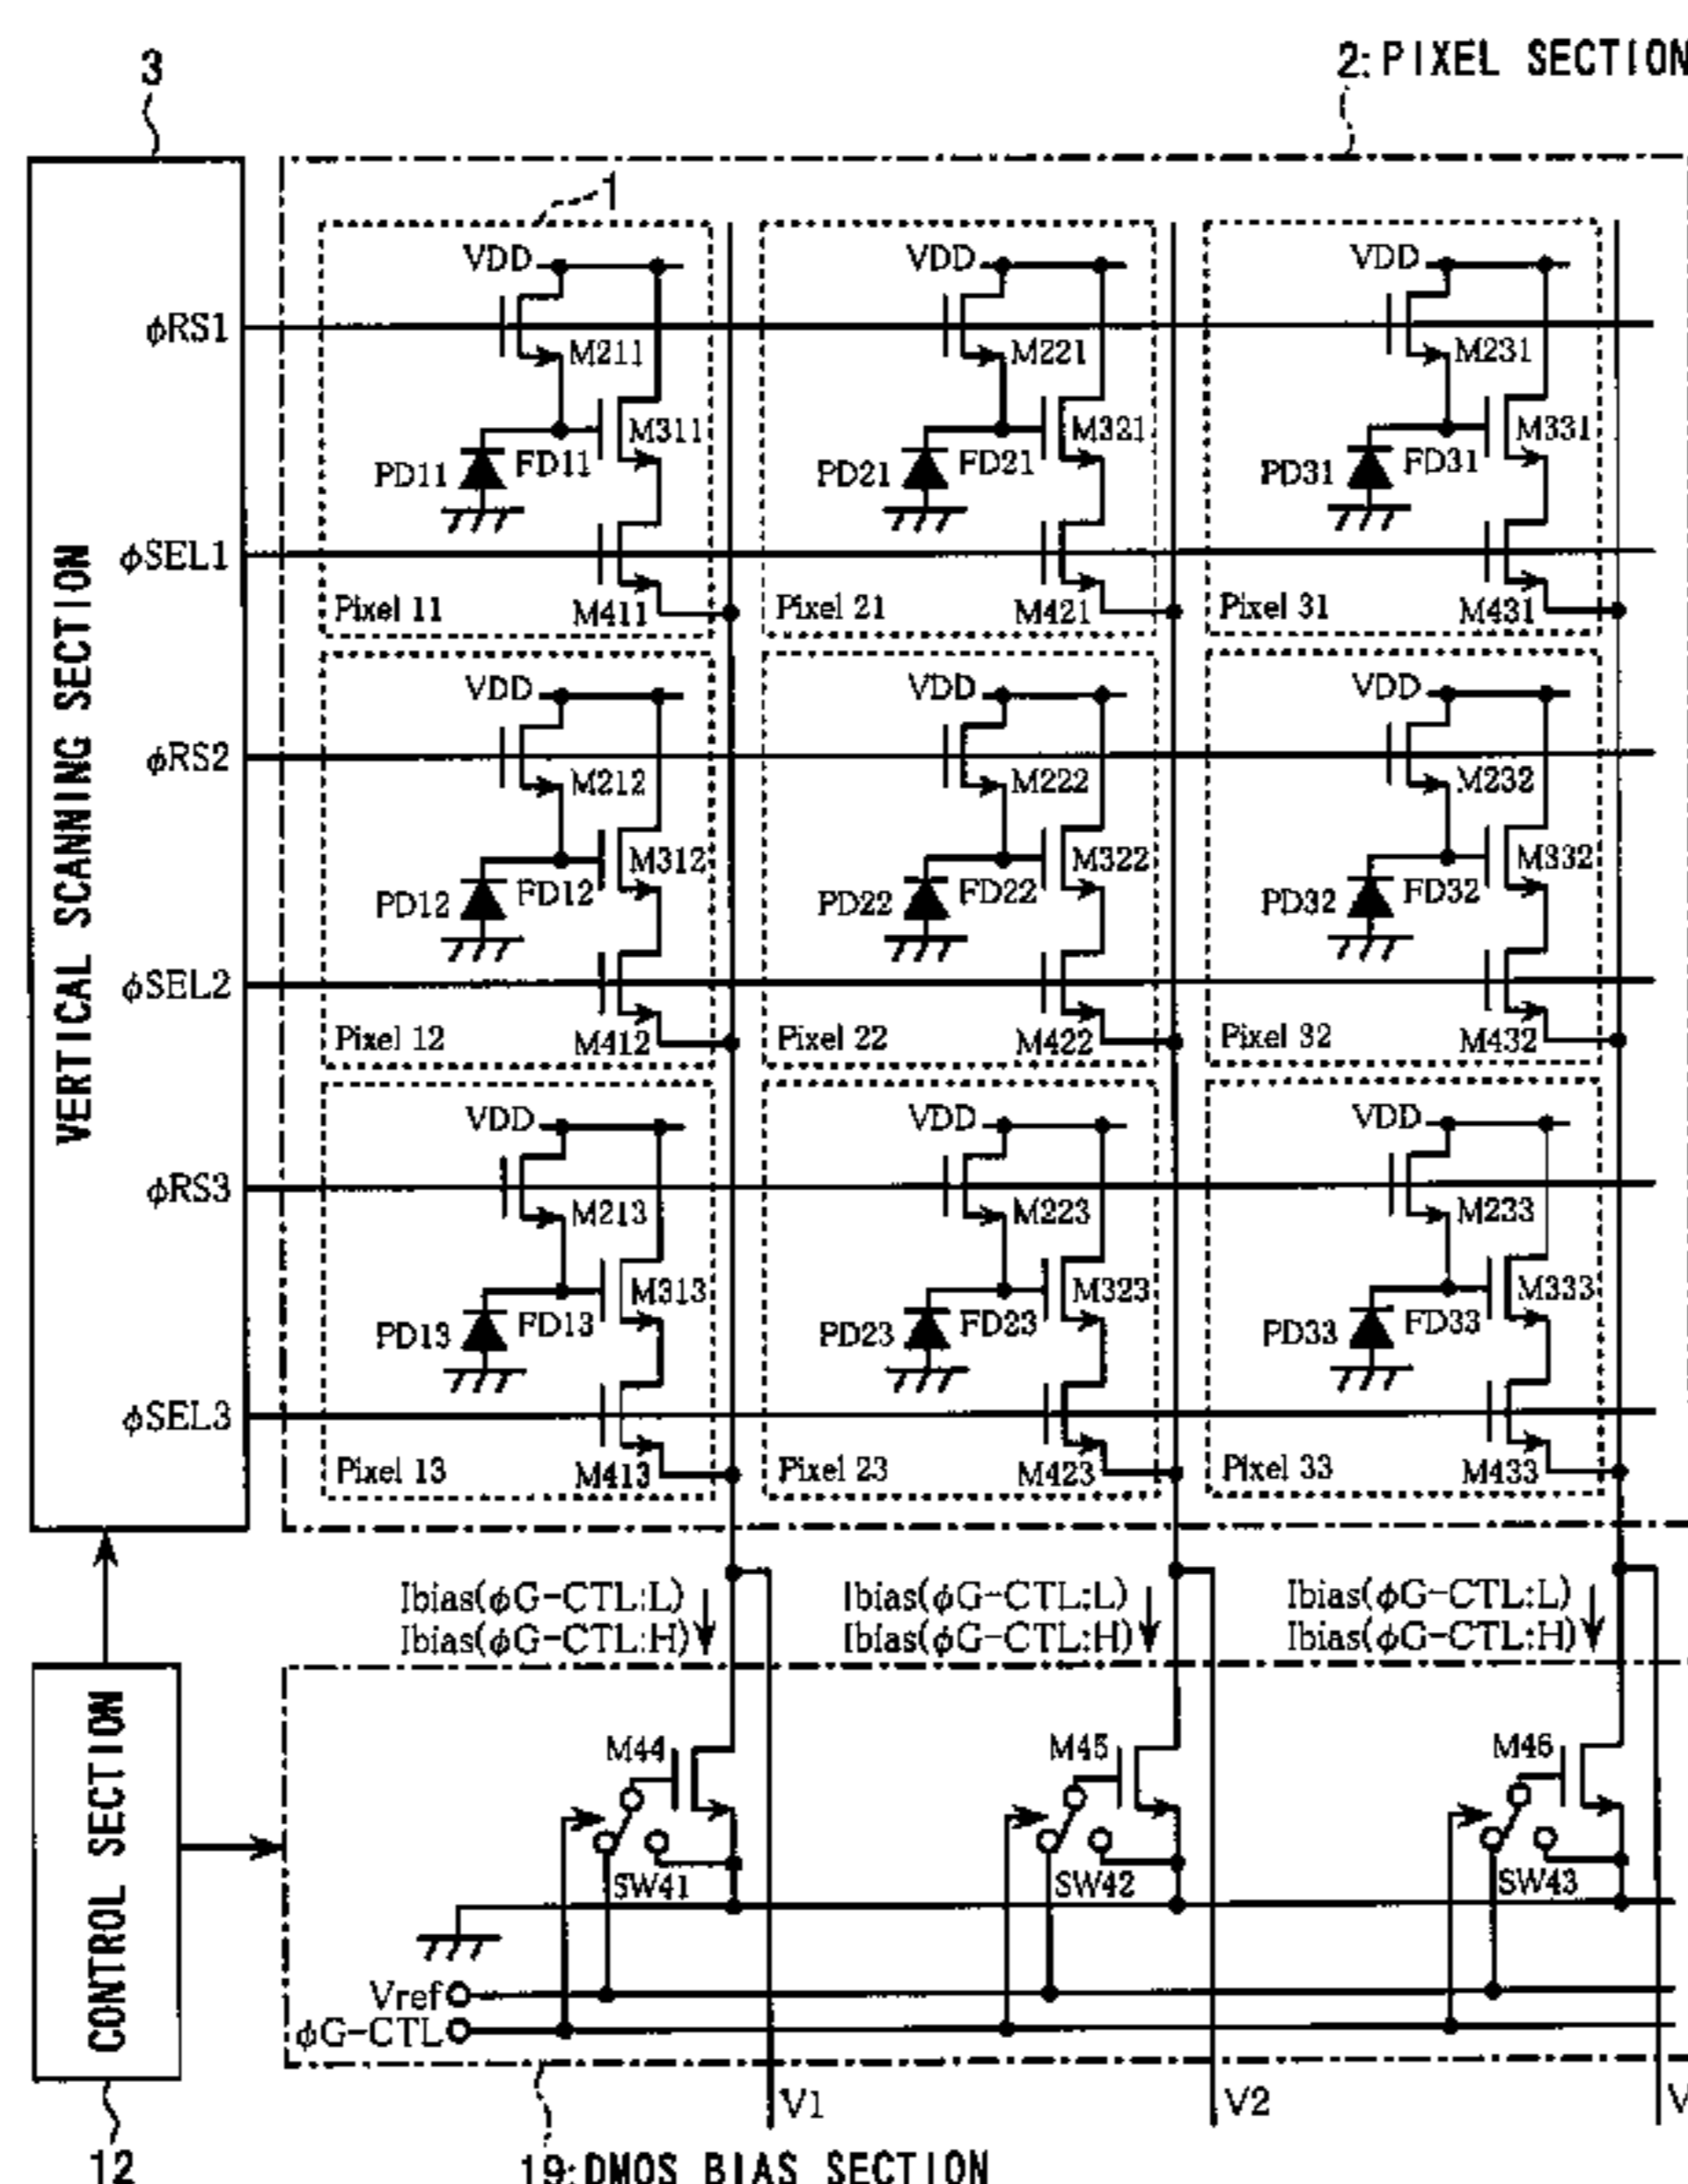 3
2:PIXEL SECTION
1
VDD VDD VDD
φRS1
M211 M221 M231
M311 M321 M331
PD11 FD11 PD21 FD21 PD31 FD31
VERTICAL SCANNING SECTION
φSEL1
Pixel 11 M411 Pixel 21 M421 Pixel 31 M431
VDD VDD VDD
φRS2
M212 M222 M232
M312 M322 M332
PD12 FD12 PD22 FD22 PD32 FD32
φSEL2
Pixel 12 M412 Pixel 22 M422 Pixel 32 M432
VDD VDD VDD
φRS3
M213 M223 M233
M313 M323 M333
PD13 FD13 PD23 FD23 PD33 FD33
φSEL3
Pixel 13 M413 Pixel 23 M423 Pixel 33 M433
Ibias(φG-CTL:L) Ibias(φG-CTL:L) Ibias(φG-CTL:L)
Ibias(φG-CTL:H) Ibias(φG-CTL:H) Ibias(φG-CTL:H)
CONTROL SECTION
M44 M45 M46
SW41 SW42 SW43
Vref
φG-CTL
V1 V2 V
12
19:DMOS BIAS SECTION